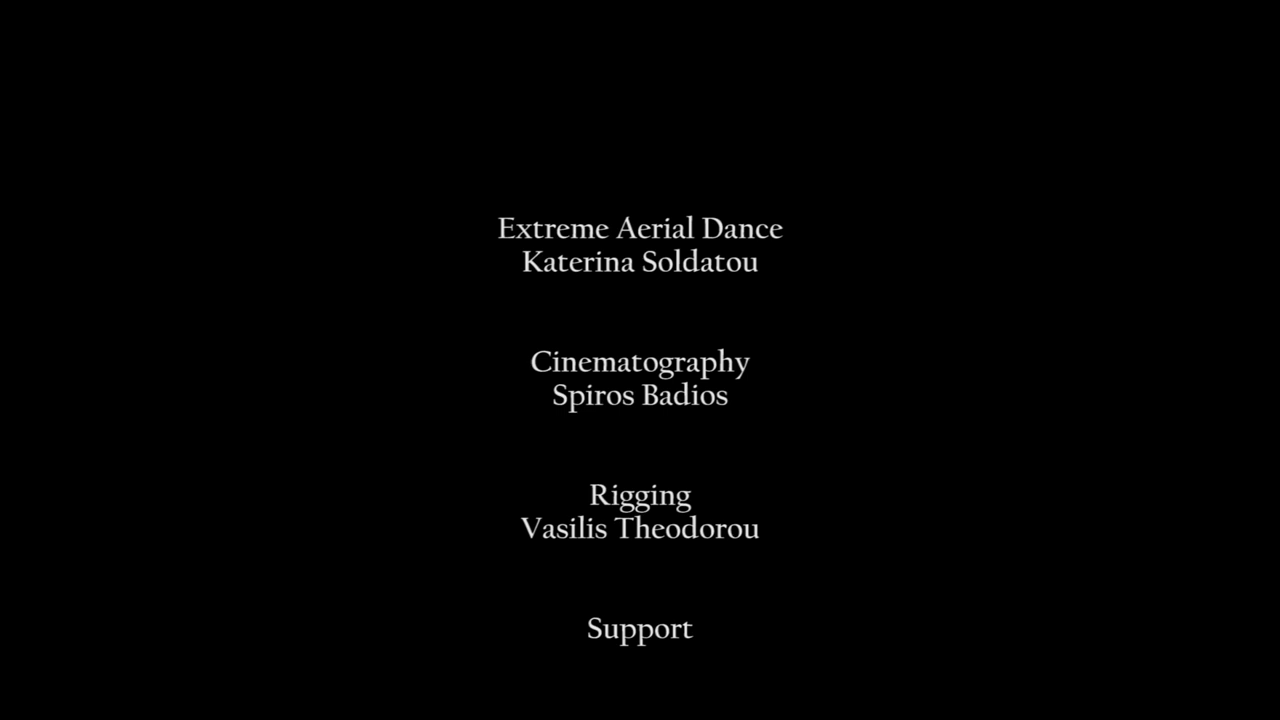 Extreme Aerial Dance
Katerina Soldatou
Cinematography
Spiros Badios
Rigging
Vasilis Theodorou
Support